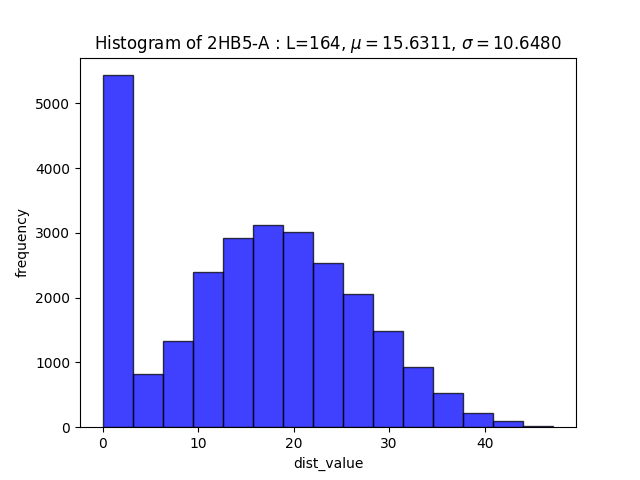 Histogram of 2HB5-A : L=164, μ = 15.6311, σ = 10.6480
5000
4000
3000
2000
1000
0
frequency
0 10 20 30 40
dist_value